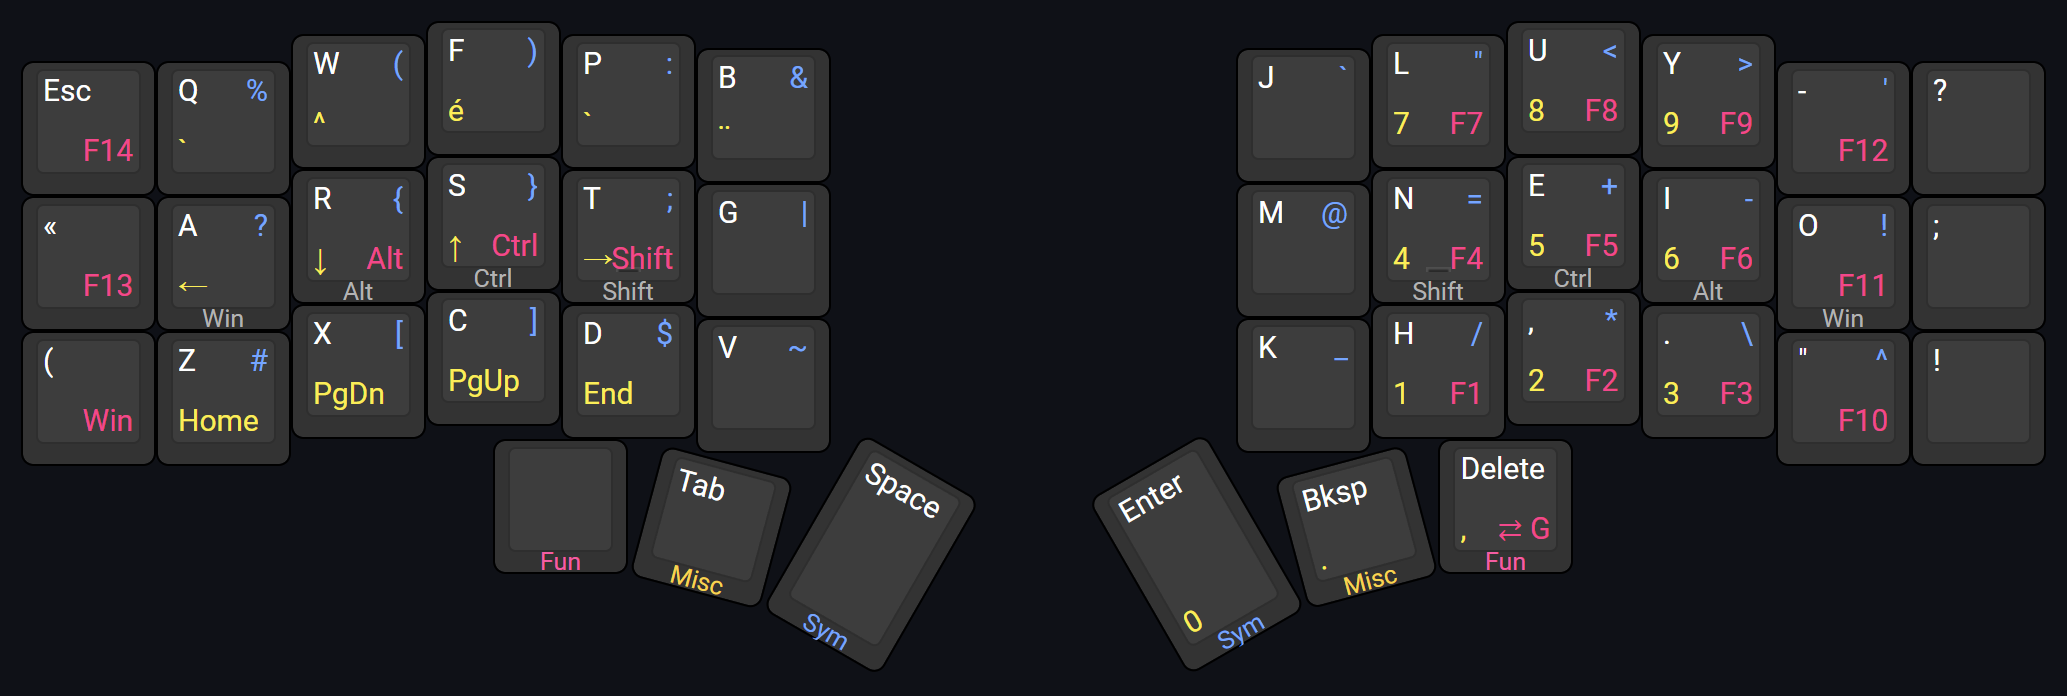 Esc
F14
Q %
`
W (
^
F )
é
P :
`
B &
¨
J `
L "
7 F7
U <
8 F8
Y >
9 F9
- '
F12
?
«
F13
A ?
←
Win
R {
↓ Alt
Alt
S }
↑ Ctrl
Ctrl
T ;
→ Shift
Shift
G |
M @
N =
4 F4
Shift
E +
5 F5
Ctrl
I -
6 F6
Alt
O !
F11
Win
;
(
Win
Z #
Home
X [
PgDn
C ]
PgUp
D $
End
V ~
K _
H /
1 F1
, *
2 F2
. \
3 F3
" ^
F10
!
Fun
Tab
Misc
Space
Sym
Enter
0
Sym
Bksp
.
Misc
Delete
, ⇄ G
Fun